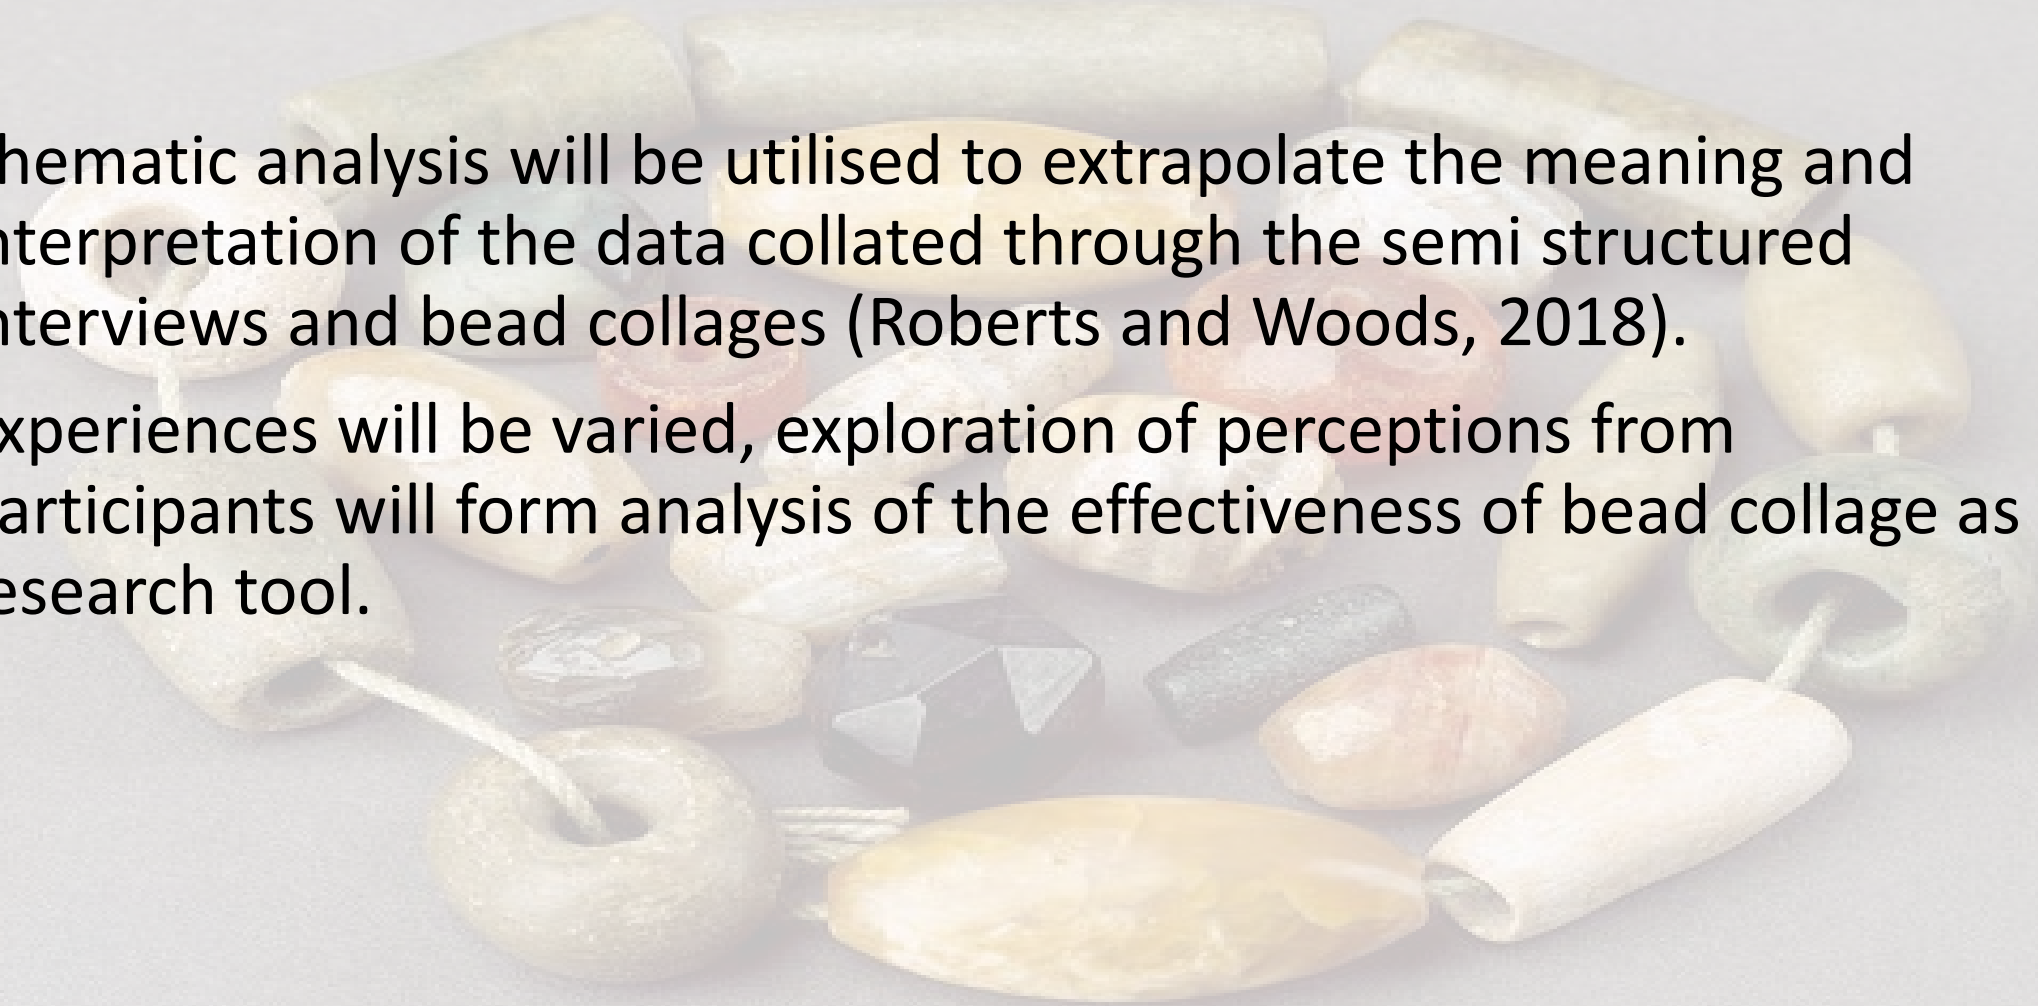 hematic analysis will be utilised to extrapolate the meaning and
nterpretation of the data collated through the semi structured
nterviews and bead collages (Roberts and Woods, 2018).
xperiences will be varied, exploration of perceptions from
articipants will form analysis of the effectiveness of bead collage as
esearch tool.